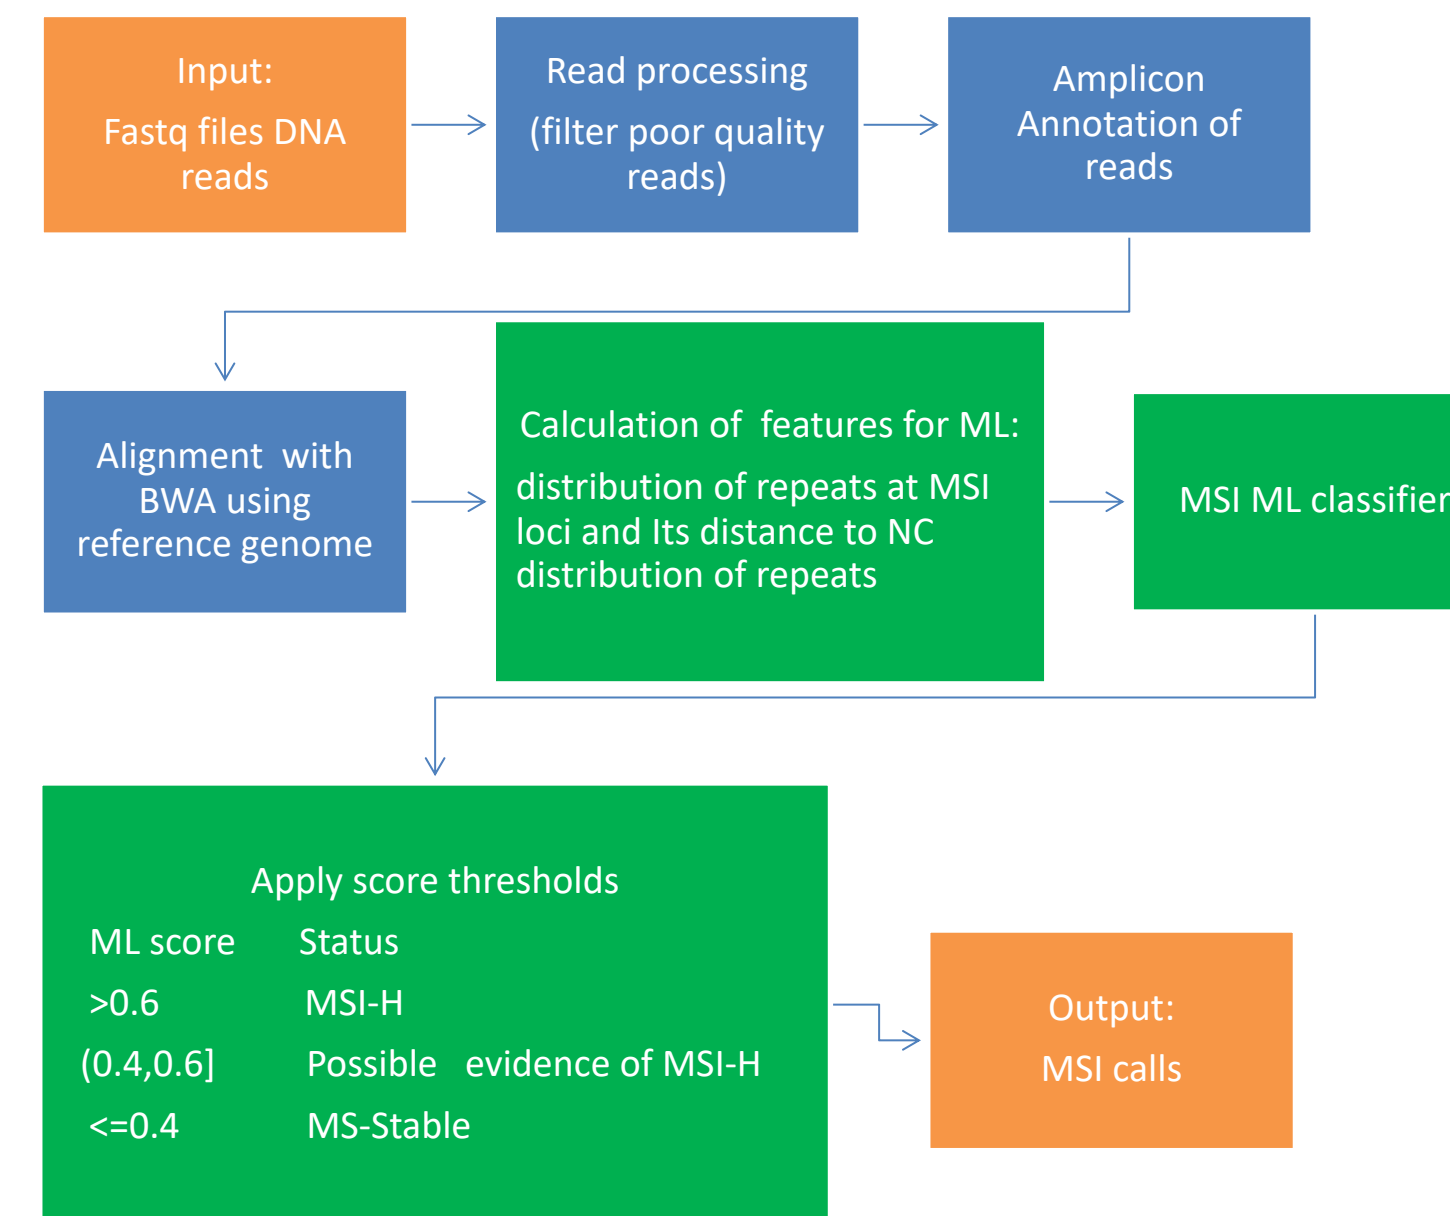 Input:
Fastq files DNA
reads
Read processing
(filter poor quality
reads)
Amplicon
Annotation of
reads
Alignment with
BWA using
reference genome
Calculation of features for ML:
distribution of repeats at MSI
loci and Its distance to NC
distribution of repeats
MSI ML classifier
Apply score thresholds
ML score Status
>0.6 MSI-H
(0.4,0.6] Possible evidence of MSI-H
<=0.4 MS-Stable
Output:
MSI calls